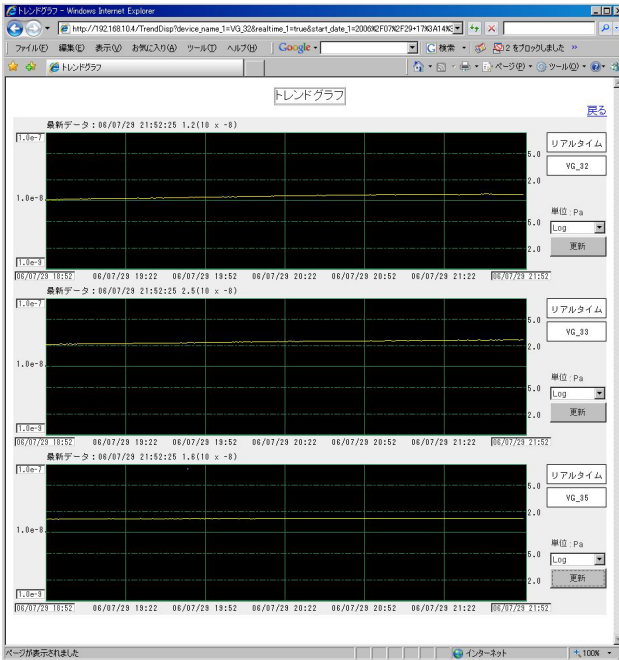 トレンドグラフ - Windows Internet Explorer
http://192.168.10.4/TrendDisp?device_name_1=VG_32&realtime_1=true&start_date_1=2006%2F07%2F29+17%3A14%
ファイル(F) 編集(E) 表示(V) お気に入り(A) ツール(T) ヘルプ(H) Google 検索 2 をブロックしました »
トレンドグラフ ページ(P) ツール(O)
トレンドグラフ
戻る
最新データ：06/07/29 21:52:25 1.2(10 x -8)
1.0e-7
リアルタイム
5.0
VG_32
2.0
1.0e-8
単位：Pa
5.0
Log
2.0
更新
1.0e-9
06/07/29 18:52 06/07/29 19:22 06/07/29 19:52 06/07/29 20:22 06/07/29 20:52 06/07/29 21:22 06/07/29 21:52
最新データ：06/07/29 21:52:25 2.5(10 x -8)
1.0e-7
リアルタイム
5.0
VG_33
2.0
1.0e-8
単位：Pa
5.0
Log
2.0
更新
1.0e-9
06/07/29 18:52 06/07/29 19:22 06/07/29 19:52 06/07/29 20:22 06/07/29 20:52 06/07/29 21:22 06/07/29 21:52
最新データ：06/07/29 21:52:25 1.6(10 x -8)
1.0e-7
リアルタイム
5.0
VG_35
2.0
1.0e-8
単位：Pa
5.0
Log
2.0
更新
1.0e-9
06/07/29 18:52 06/07/29 19:22 06/07/29 19:52 06/07/29 20:22 06/07/29 20:52 06/07/29 21:22 06/07/29 21:52
ページが表示されました インターネット 100%